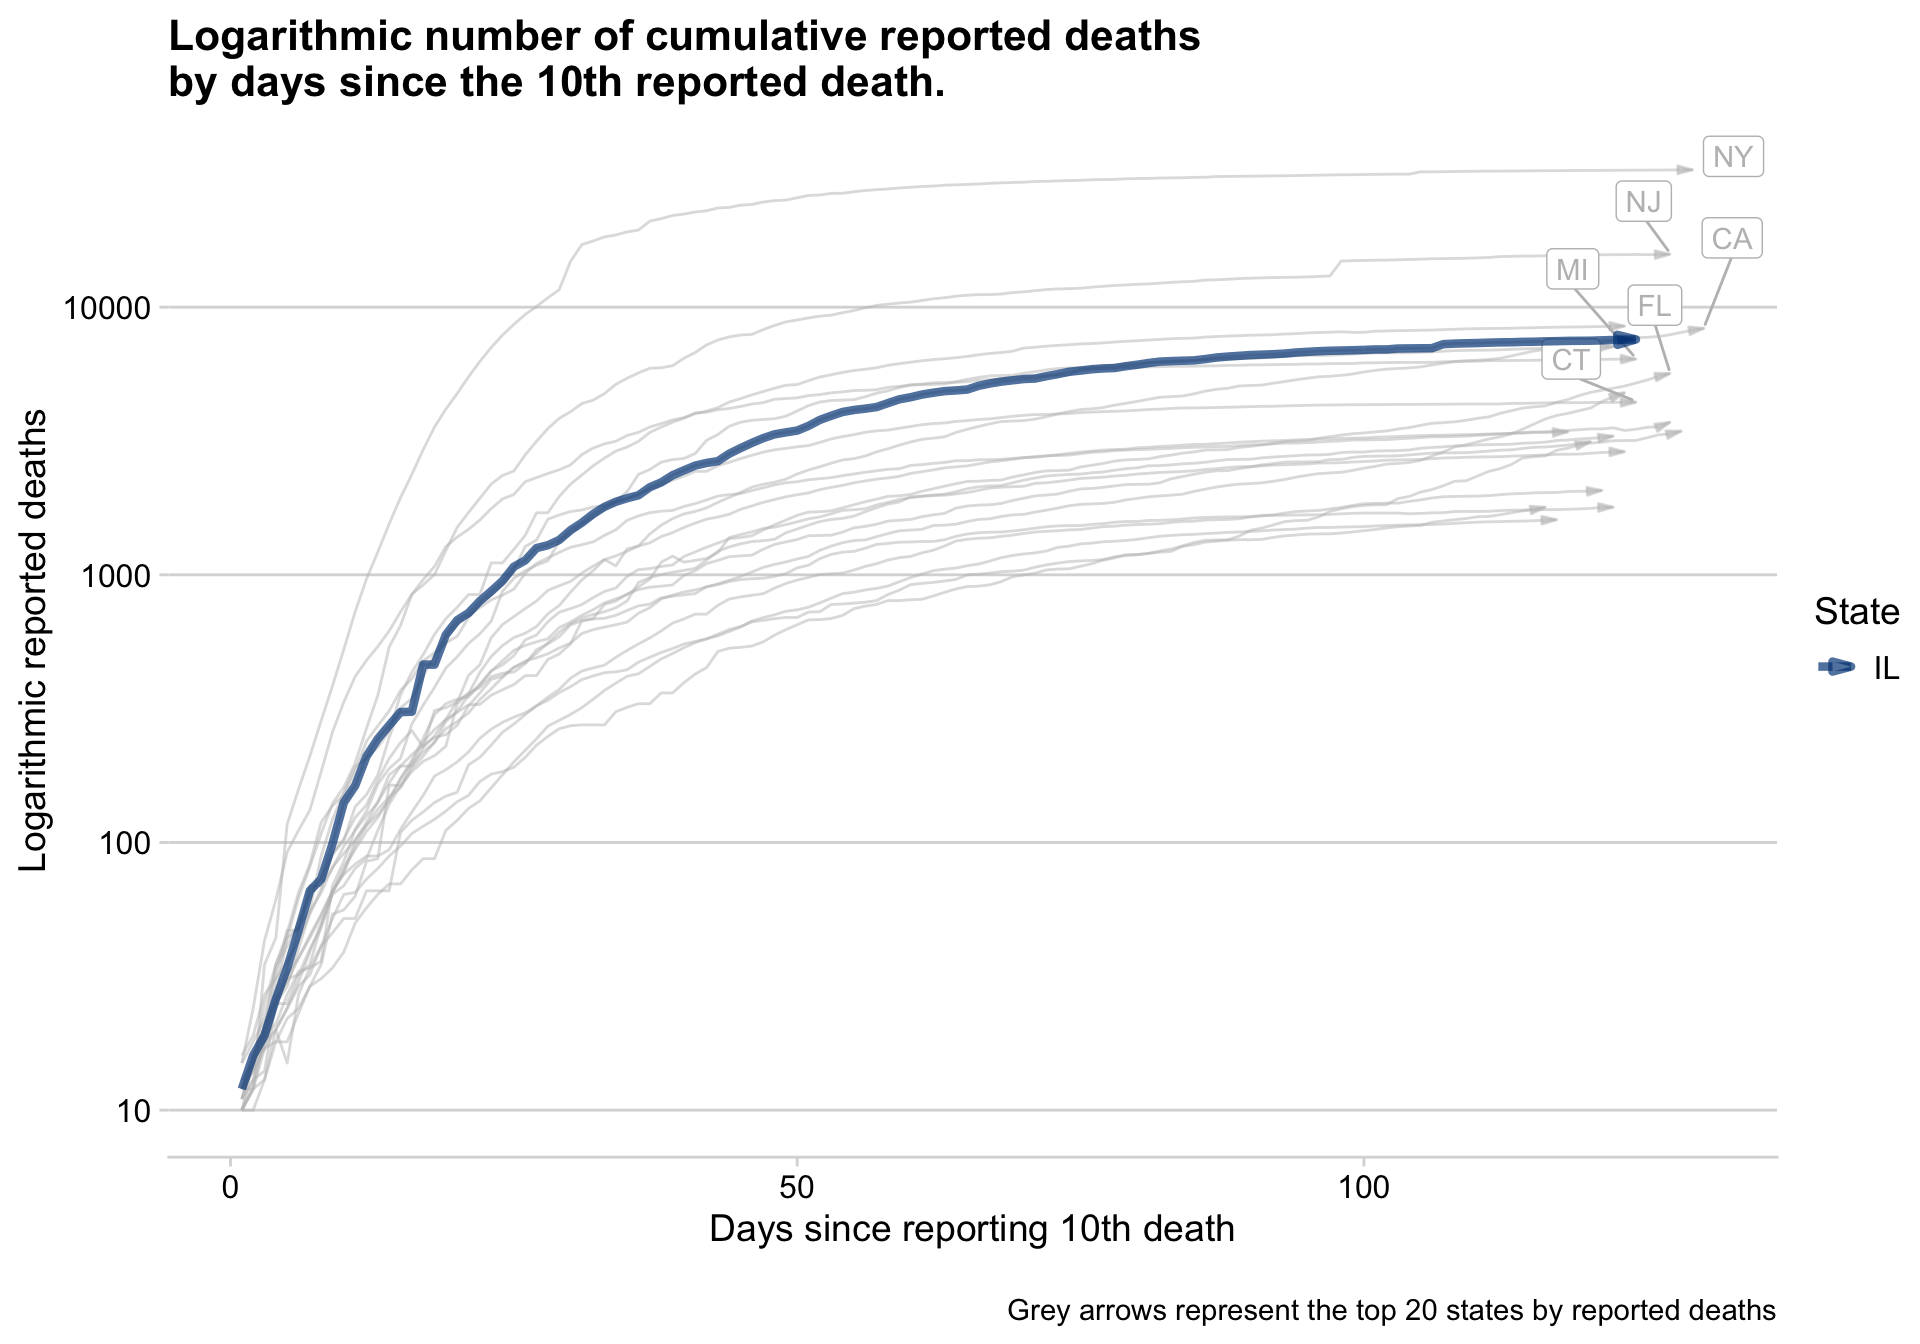 Logarithmic number of cumulative reported deaths
by days since the 10th reported death.
NY
NJ
CA
MI
FL
CT
10000
1000
100
10
Logarithmic reported deaths
0
50
100
Days since reporting 10th death
State
IL
Grey arrows represent the top 20 states by reported deaths